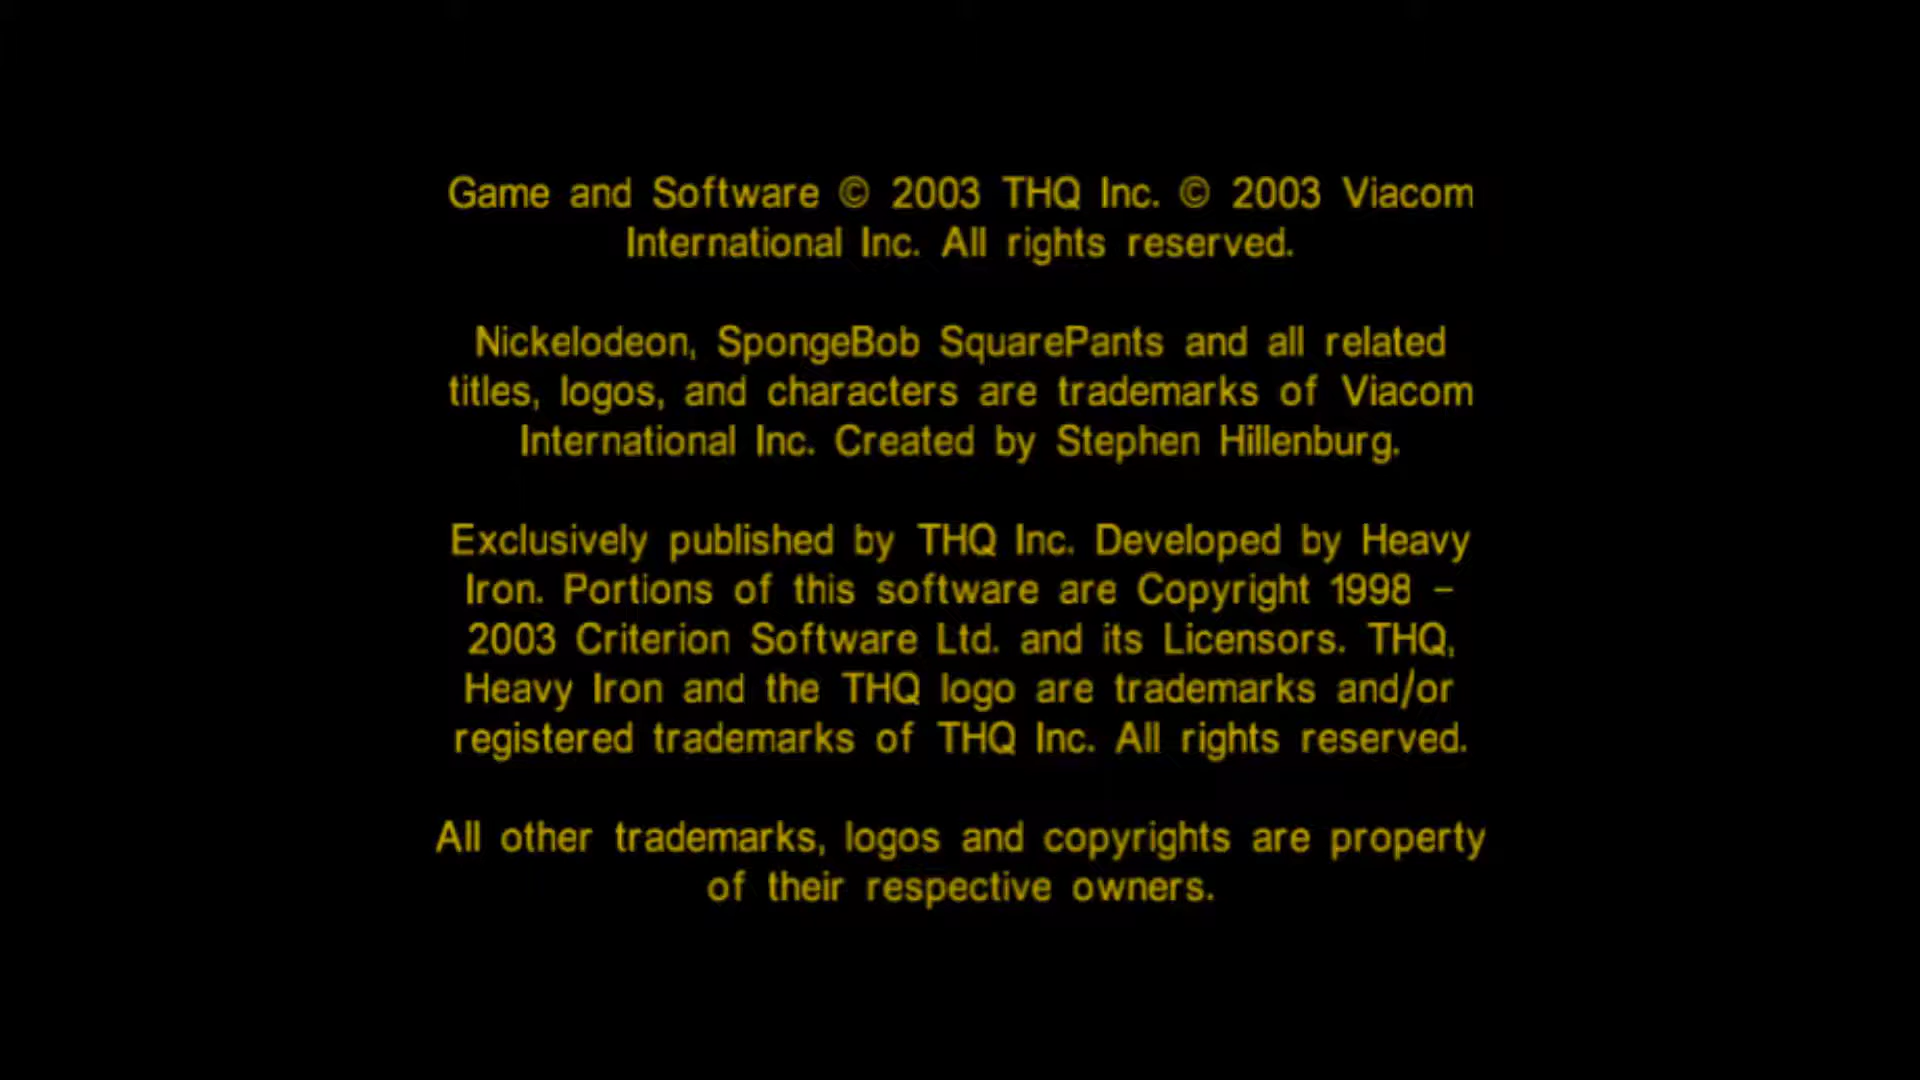 Game and Software © 2003 THQ Inc. © 2003 Viacom
International Inc. All rights reserved.
Nickelodeon, SpongeBob SquarePants and all related
titles, logos, and characters are trademarks of Viacom
International Inc. Created by Stephen Hillenburg.
Exclusively published by THQ Inc. Developed by Heavy
Iron. Portions of this software are Copyright 1998 –
2003 Criterion Software Ltd. and its Licensors. THQ,
Heavy Iron and the THQ logo are trademarks and/or
registered trademarks of THQ Inc. All rights reserved.
All other trademarks, logos and copyrights are property
of their respective owners.